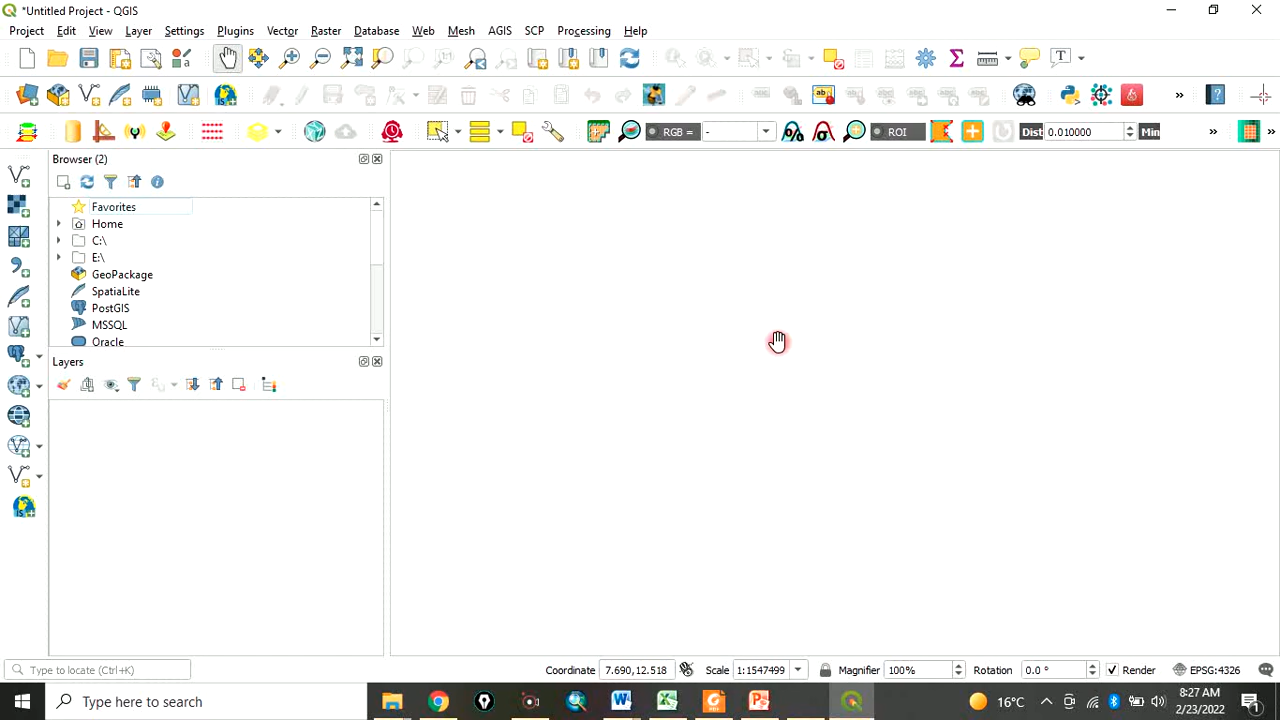 *Untitled Project - QGIS
Project Edit View Layer Settings Plugins Vector Raster Database Web Mesh AGIS SCP Processing Help
RGB = - ROI Dist 0.010000 Min
Browser (2)
Favorites
Home
C:\
E:\
GeoPackage
SpatiaLite
PostGIS
MSSQL
Oracle
Layers
Type to locate (Ctrl+K) Coordinate 7.690,12.518 Scale 1:1547499 Magnifier 100% Rotation 0.0 ° Render EPSG:4326
Type here to search 16°C 8:27 AM
2/23/2022